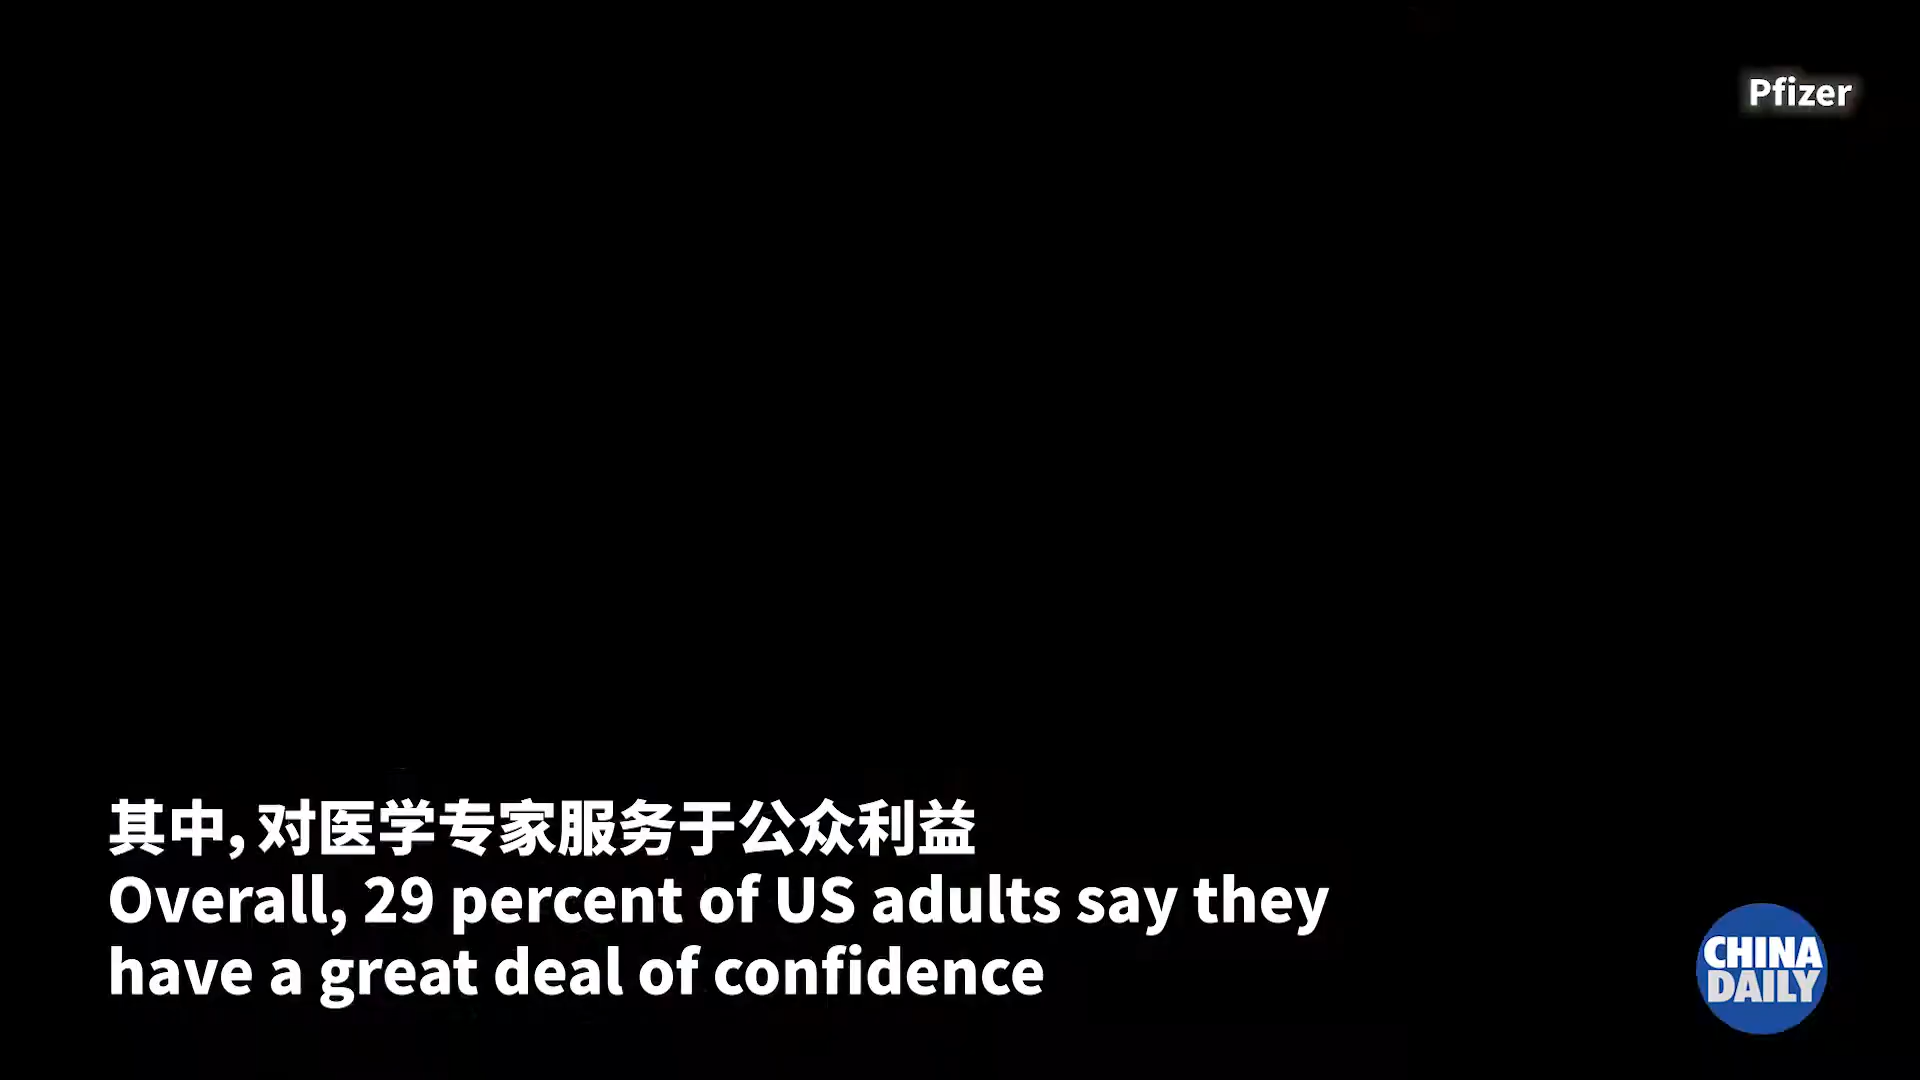 Pfizer
其中，对医学专家服务于公众利益
Overall, 29 percent of US adults say they
have a great deal of confidence
CHINA
DAILY